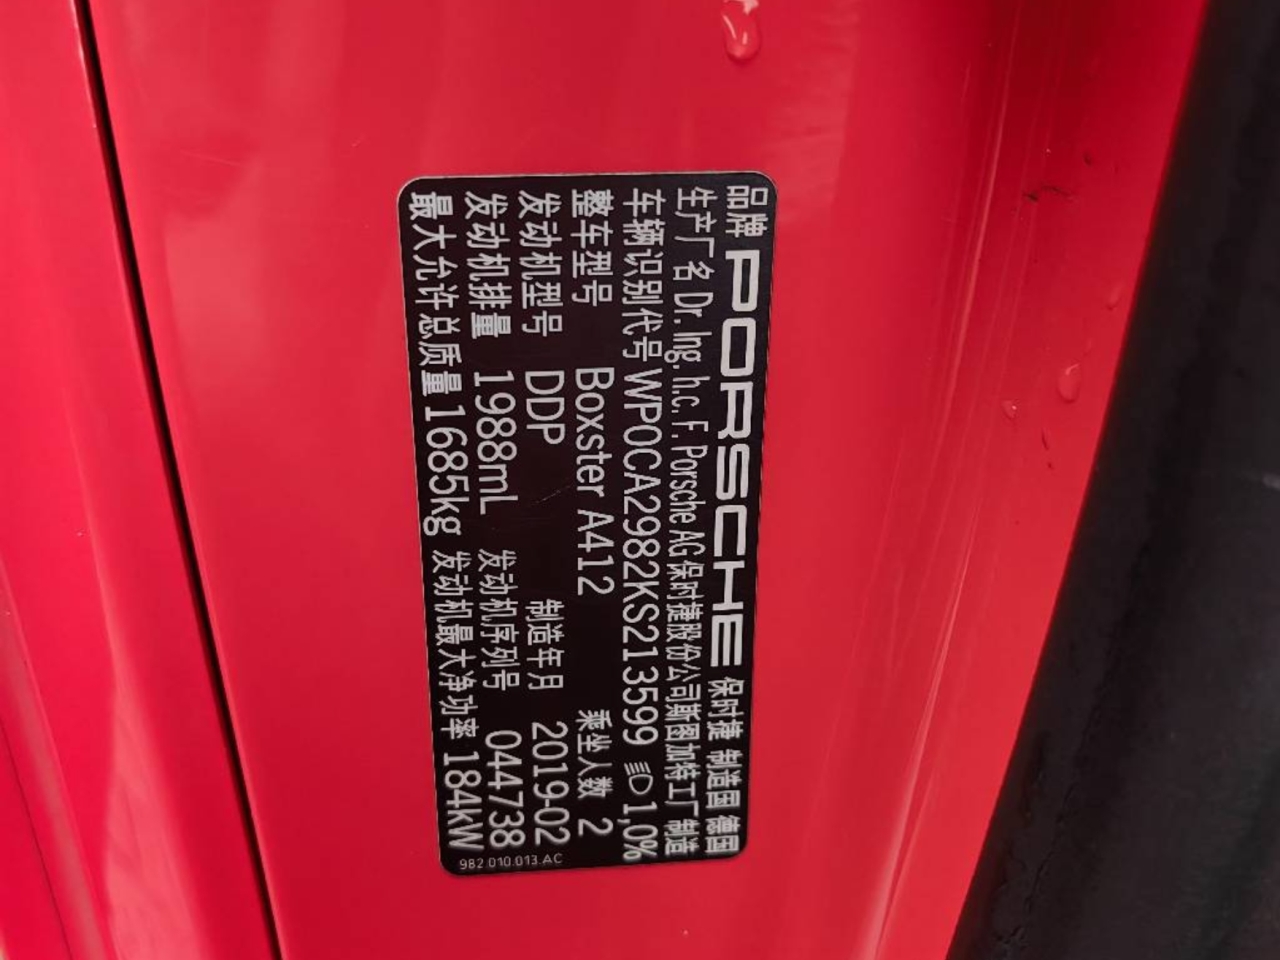 品牌 PORSCHE 保时捷 制造国 德国
生产厂名 Dr. Ing. h.c. F. Porsche AG 保时捷股份公司斯图加特工厂制造
车辆识别代号 WP0CA2982KS213599 1,0%
整车型号 Boxster A412 乘坐人数 2
发动机型号 DDP 制造年月 2019-02
发动机排量 1988mL 发动机序列号 044738
最大允许总质量 1685kg 发动机最大净功率 184kW
982.010.013.AC